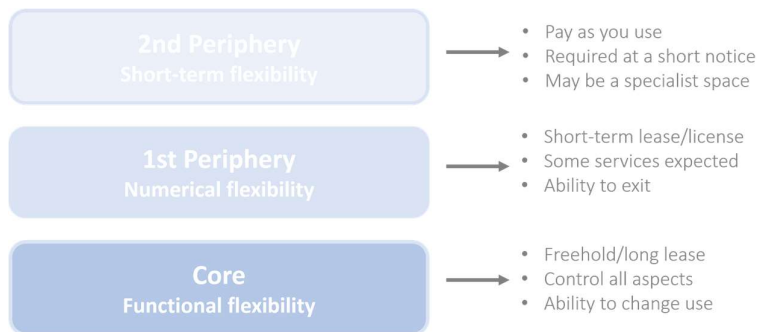 2nd Periphery
Short-term flexibility
• Pay as you use
• Required at a short notice
• May be a specialist space
1st Periphery
Numerical flexibility
• Short-term lease/license
• Some services expected
• Ability to exit
Core
Functional flexibility
• Freehold/long lease
• Control all aspects
• Ability to change use